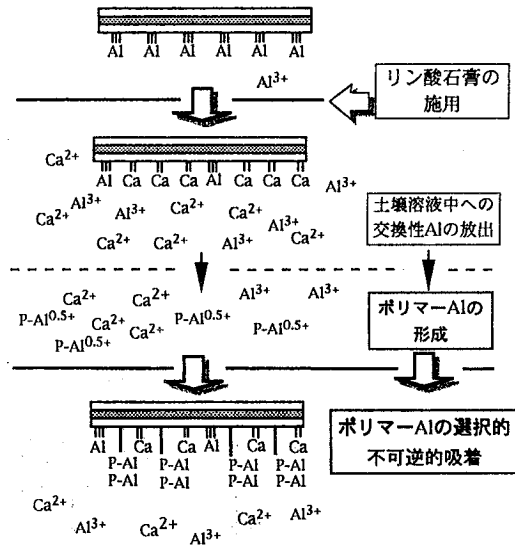 Al Al Al Al Al Al
Al³⁺
リン酸石膏の
施用
Ca²⁺
Al Ca Ca Ca Al Ca Ca Ca
Al³⁺
Ca²⁺ Al³⁺ Al³⁺ Ca²⁺ Ca²⁺ Al³⁺
Ca²⁺ Ca²⁺ Al³⁺ Ca²⁺
土壌溶液中への
交換性Alの放出
Ca²⁺ Ca²⁺ Al³⁺ Al³⁺
P-Al⁰·⁵⁺ Ca²⁺ Ca²⁺ P-Al⁰·⁵⁺
P-Al⁰·⁵⁺ P-Al⁰·⁵⁺
ポリマーAlの
形成
Al Ca Ca Al Ca Ca
P-Al P-Al P-Al P-Al
P-Al P-Al P-Al P-Al
ポリマーAlの選択的
不可逆的吸着
Ca²⁺ Al³⁺ Ca²⁺ Al³⁺ Ca²⁺ Al³⁺